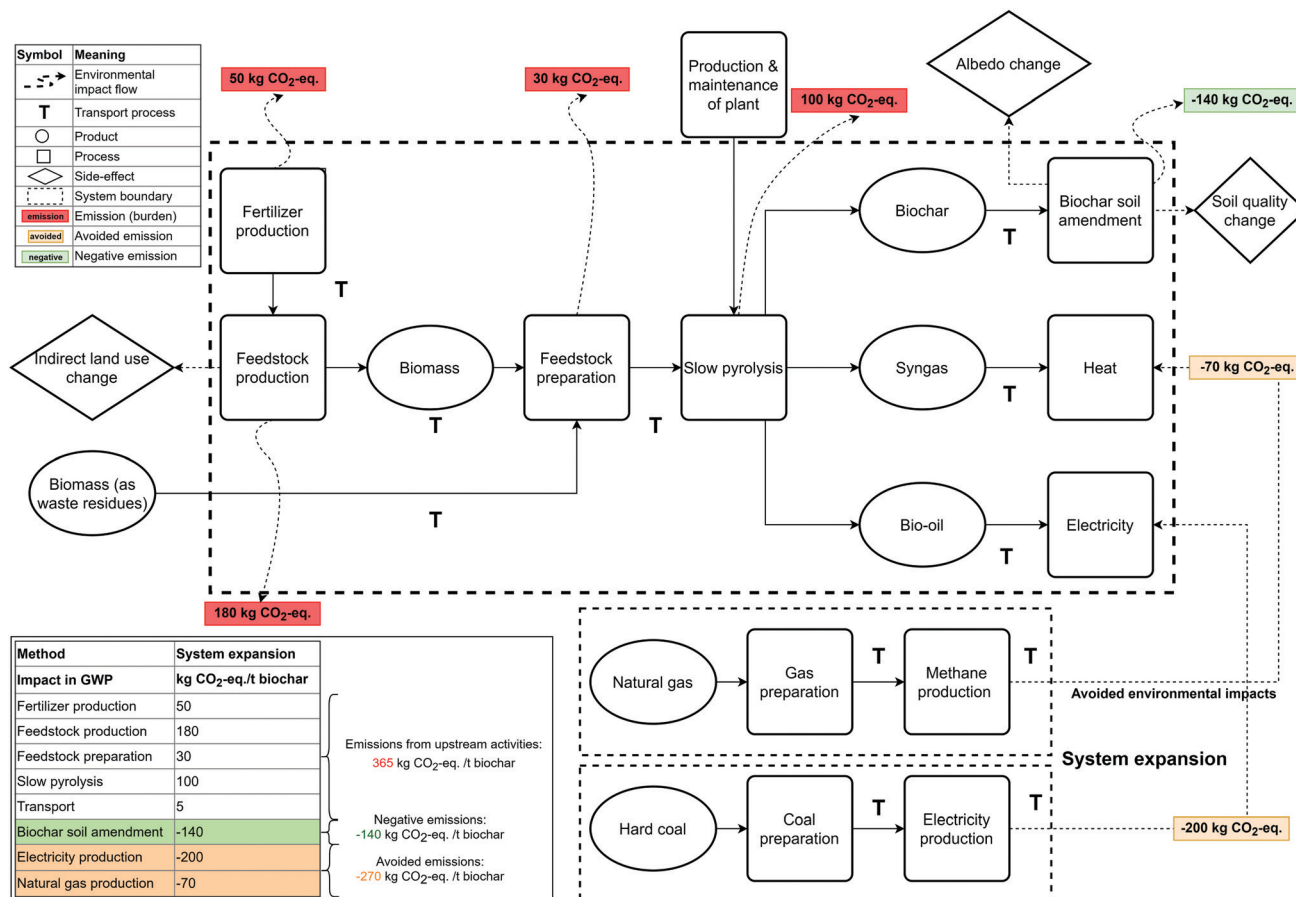 Symbol Meaning
Environmental
impact flow
T Transport process
Product
Process
Side-effect
System boundary
emission Emission (burden)
avoided Avoided emission
negative Negative emission
50 kg CO2-eq.
30 kg CO2-eq.
Production &
maintenance
of plant
100 kg CO2-eq.
Albedo change
-140 kg CO2-eq.
Fertilizer
production
Biochar
T
Biochar soil
amendment
Soil quality
change
T
Indirect land use
change
Feedstock
production
Biomass
T
Feedstock
preparation
T
Slow pyrolysis
Syngas
T
Heat
-70 kg CO2-eq.
Biomass (as
waste residues)
T
Bio-oil
T
Electricity
180 kg CO2-eq.
Method System expansion
Impact in GWP kg CO2-eq./t biochar
Fertilizer production 50
Feedstock production 180
Feedstock preparation 30
Slow pyrolysis 100
Transport 5
Biochar soil amendment -140
Electricity production -200
Natural gas production -70
Emissions from upstream activities:
365 kg CO2-eq. /t biochar
Negative emissions:
-140 kg CO2-eq. /t biochar
Avoided emissions:
-270 kg CO2-eq. /t biochar
Natural gas
Gas
preparation
T
Methane
production
T
Avoided environmental impacts
System expansion
Hard coal
Coal
preparation
T
Electricity
production
T
-200 kg CO2-eq.